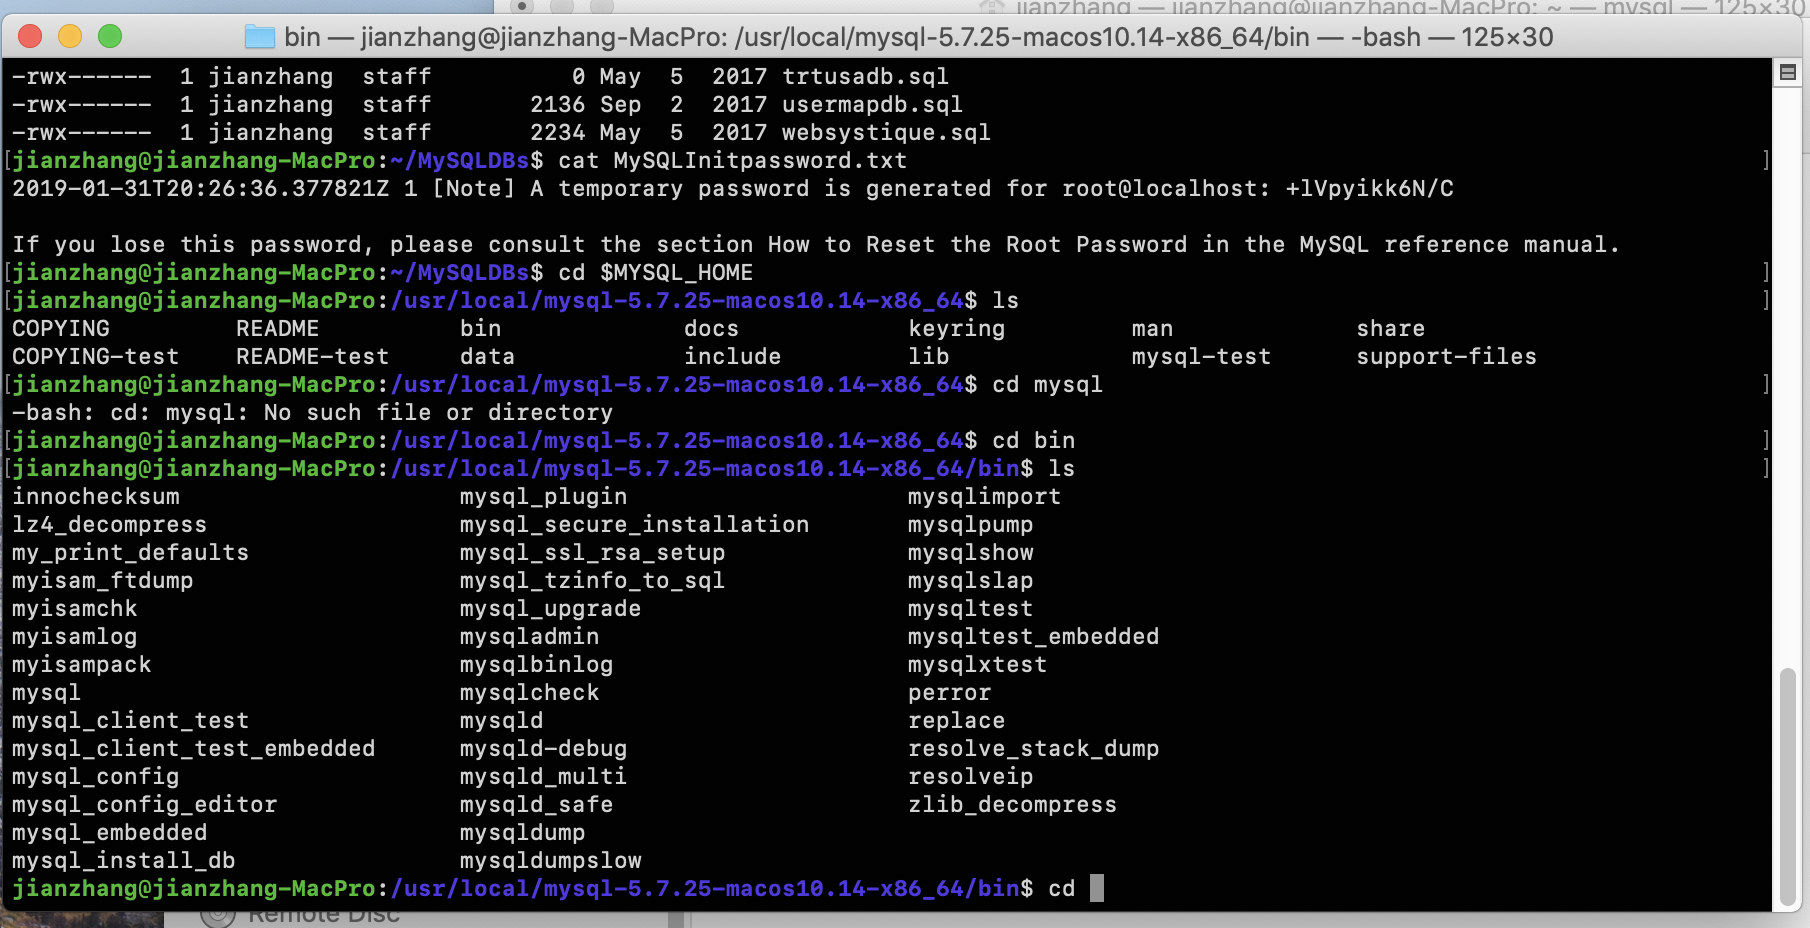 jianzhang — jianzhang@jianzhang-MacPro: ~ — mysql — 125×30
bin — jianzhang@jianzhang-MacPro: /usr/local/mysql-5.7.25-macos10.14-x86_64/bin — -bash — 125×30
-rwx------  1 jianzhang  staff          0 May  5  2017 trtusadb.sql
-rwx------  1 jianzhang  staff       2136 Sep  2  2017 usermapdb.sql
-rwx------  1 jianzhang  staff       2234 May  5  2017 websystique.sql
[jianzhang@jianzhang-MacPro:~/MySQLDBs$ cat MySQLInitpassword.txt ]
2019-01-31T20:26:36.377821Z 1 [Note] A temporary password is generated for root@localhost: +lVpyikk6N/C
If you lose this password, please consult the section How to Reset the Root Password in the MySQL reference manual.
[jianzhang@jianzhang-MacPro:~/MySQLDBs$ cd $MYSQL_HOME ]
[jianzhang@jianzhang-MacPro:/usr/local/mysql-5.7.25-macos10.14-x86_64$ ls ]
COPYING         README          bin             docs            keyring         man             share
COPYING-test    README-test     data            include         lib             mysql-test      support-files
[jianzhang@jianzhang-MacPro:/usr/local/mysql-5.7.25-macos10.14-x86_64$ cd mysql ]
-bash: cd: mysql: No such file or directory
[jianzhang@jianzhang-MacPro:/usr/local/mysql-5.7.25-macos10.14-x86_64$ cd bin ]
[jianzhang@jianzhang-MacPro:/usr/local/mysql-5.7.25-macos10.14-x86_64/bin$ ls ]
innochecksum                    mysql_plugin                    mysqlimport
lz4_decompress                  mysql_secure_installation       mysqlpump
my_print_defaults               mysql_ssl_rsa_setup             mysqlshow
myisam_ftdump                   mysql_tzinfo_to_sql             mysqlslap
myisamchk                       mysql_upgrade                   mysqltest
myisamlog                       mysqladmin                      mysqltest_embedded
myisampack                      mysqlbinlog                     mysqlxtest
mysql                           mysqlcheck                      perror
mysql_client_test               mysqld                          replace
mysql_client_test_embedded      mysqld-debug                    resolve_stack_dump
mysql_config                    mysqld_multi                    resolveip
mysql_config_editor             mysqld_safe                     zlib_decompress
mysql_embedded                  mysqldump
mysql_install_db                mysqldumpslow
jianzhang@jianzhang-MacPro:/usr/local/mysql-5.7.25-macos10.14-x86_64/bin$ cd
Remote Disc